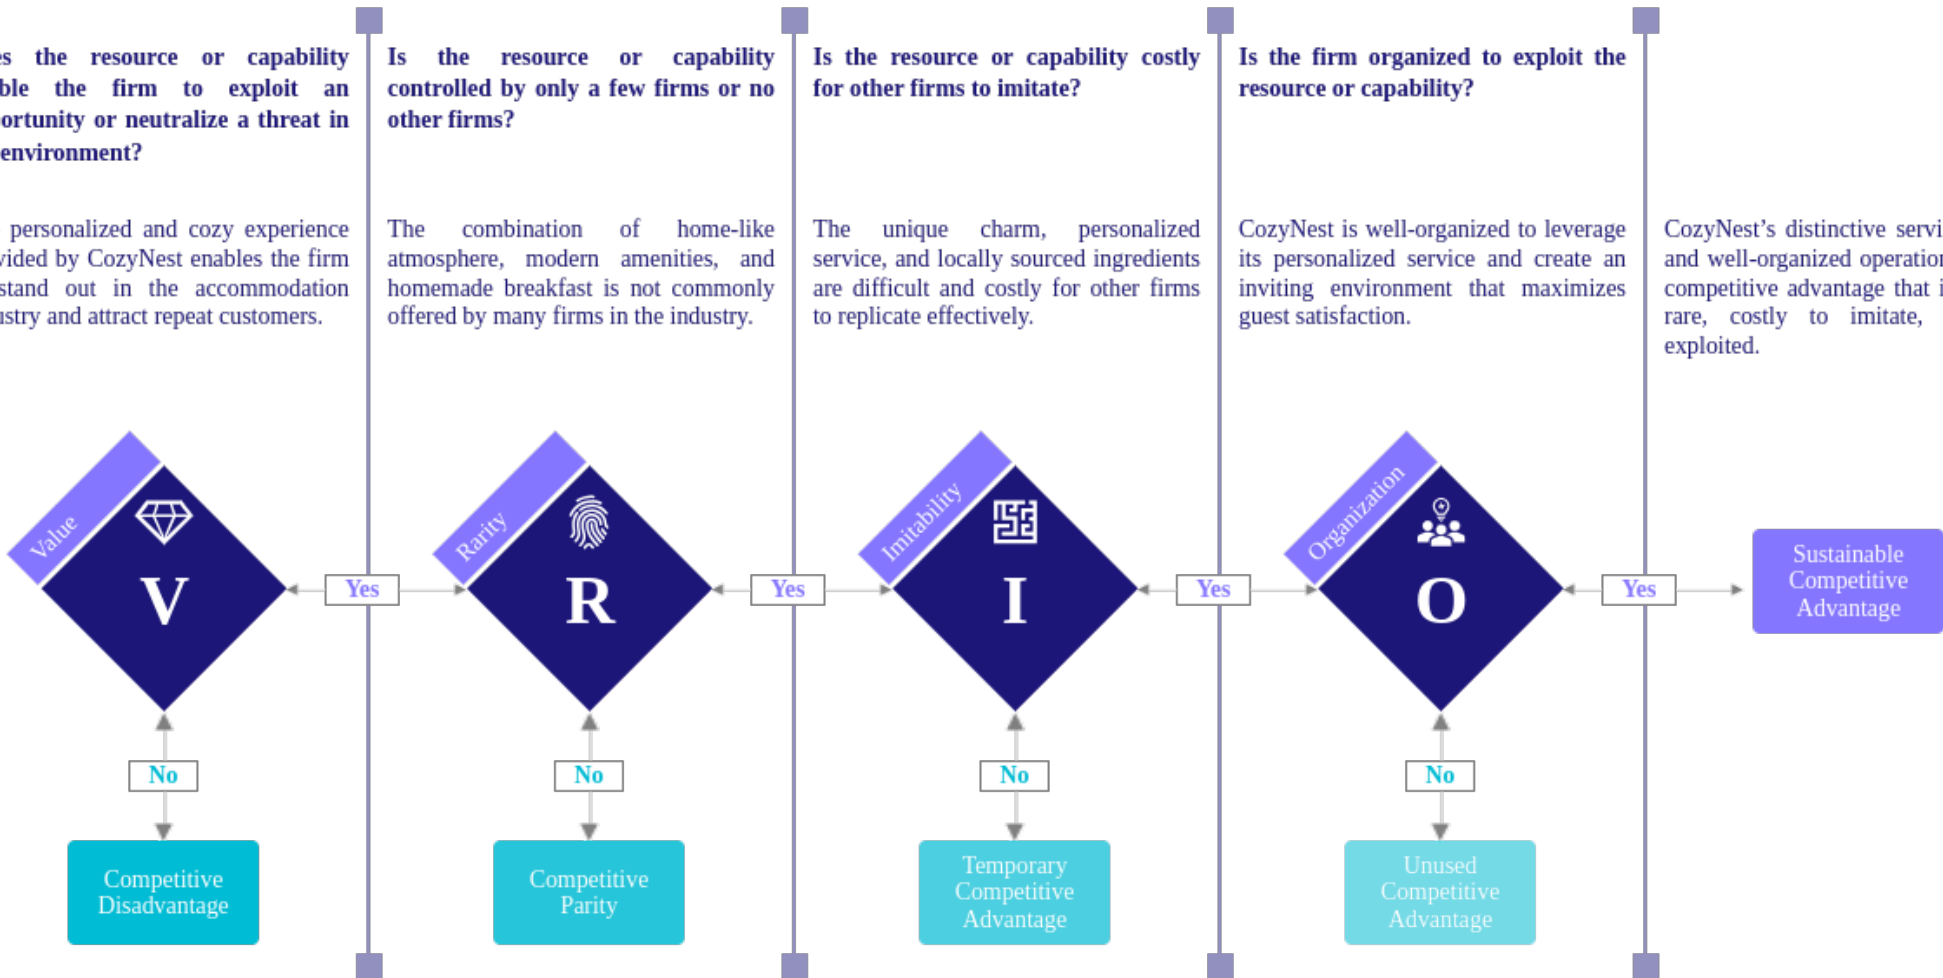 es the resource or capability
ble the firm to exploit an
ortunity or neutralize a threat in
environment?
Is the resource or capability
controlled by only a few firms or no
other firms?
Is the resource or capability costly
for other firms to imitate?
Is the firm organized to exploit the
resource or capability?
personalized and cozy experience
vided by CozyNest enables the firm
stand out in the accommodation
ustry and attract repeat customers.
The combination of home-like
atmosphere, modern amenities, and
homemade breakfast is not commonly
offered by many firms in the industry.
The unique charm, personalized
service, and locally sourced ingredients
are difficult and costly for other firms
to replicate effectively.
CozyNest is well-organized to leverage
its personalized service and create an
inviting environment that maximizes
guest satisfaction.
CozyNest’s distinctive servi
and well-organized operation
competitive advantage that i
rare, costly to imitate,
exploited.
Value
V
Yes
Rarity
R
Yes
Imitability
I
Yes
Organization
O
Yes
Sustainable
Competitive
Advantage
No
No
No
No
Competitive
Disadvantage
Competitive
Parity
Temporary
Competitive
Advantage
Unused
Competitive
Advantage